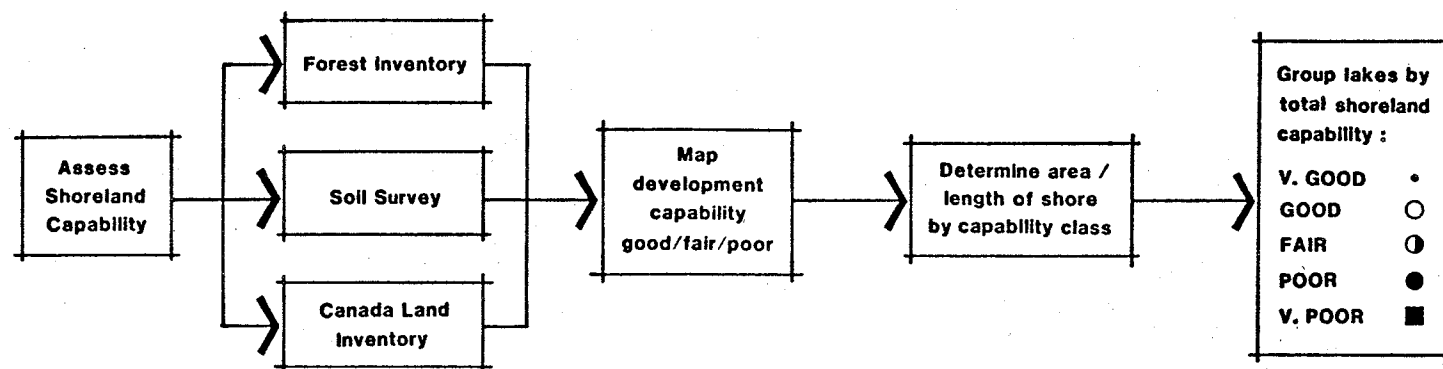 Assess
Shoreland
Capability
Forest Inventory
Soil Survey
Canada Land
Inventory
Map
development
capability
good/fair/poor
Determine area /
length of shore
by capability class
Group lakes by
total shoreland
capability :
V. GOOD
GOOD
FAIR
POOR
V. POOR